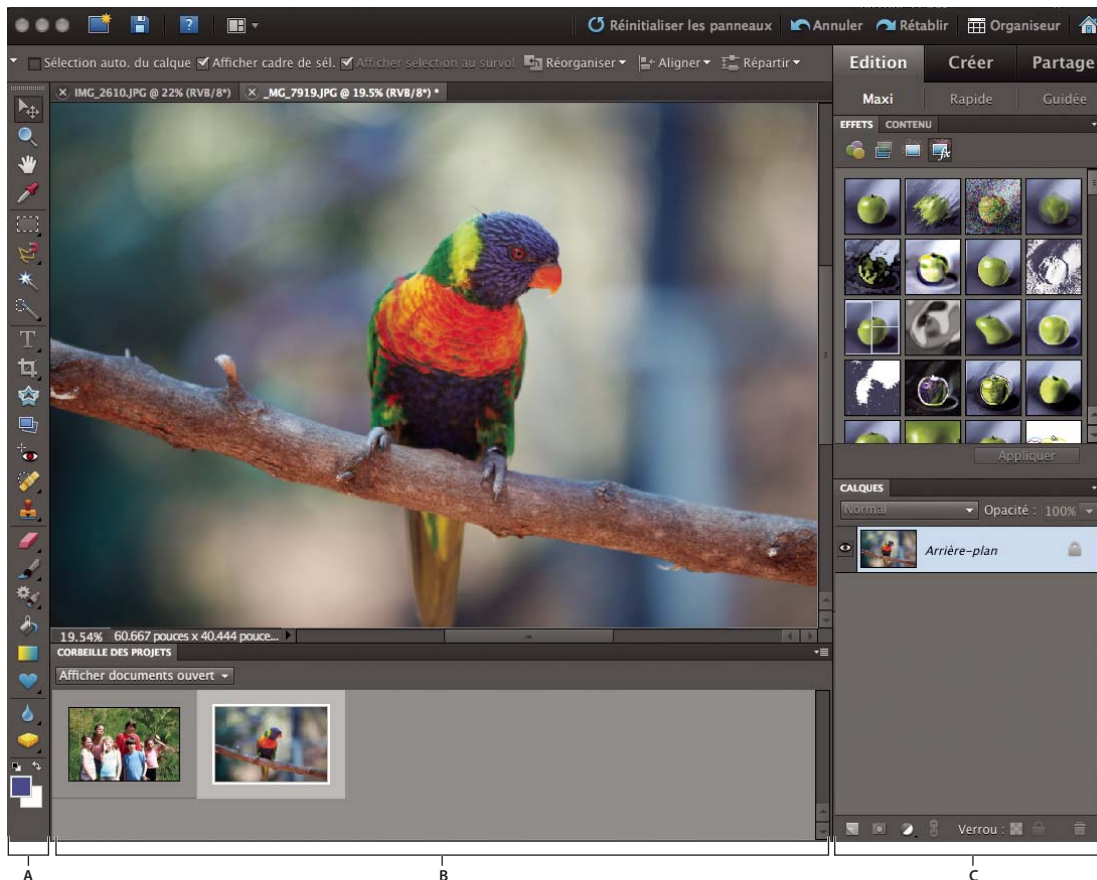 Réinitialiser les panneaux Annuler Rétablir Organiseur
Sélection auto. du calque Afficher cadre de sél. Afficher sélection au survol Réorganiser Aligner Répartir
Edition Créer Partage
IMG_2610.JPG @ 22% (RVB/8*) _MG_7919.JPG @ 19.5% (RVB/8*) *
Maxi Rapide Guidée
EFFETS CONTENU
Appliquer
CALQUES
Normal Opacité : 100%
Arrière-plan
19.54% 60.667 pouces x 40.444 pouce...
CORBEILLE DES PROJETS
Afficher documents ouvert
Verrou :
A B C